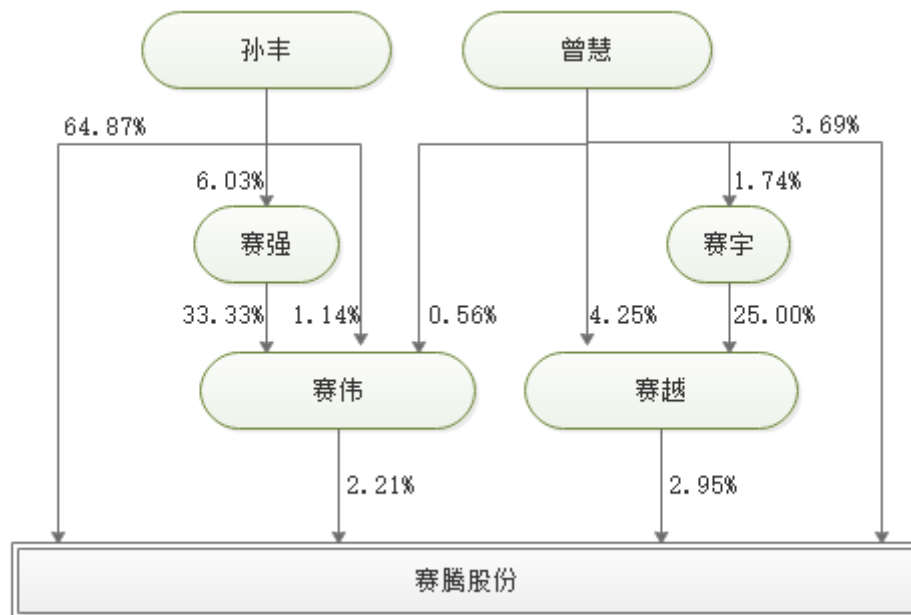 孙丰
曾慧
64.87%
3.69%
6.03%
1.74%
赛强
赛宇
33.33%
1.14%
0.56%
4.25%
25.00%
赛伟
赛越
2.21%
2.95%
赛腾股份